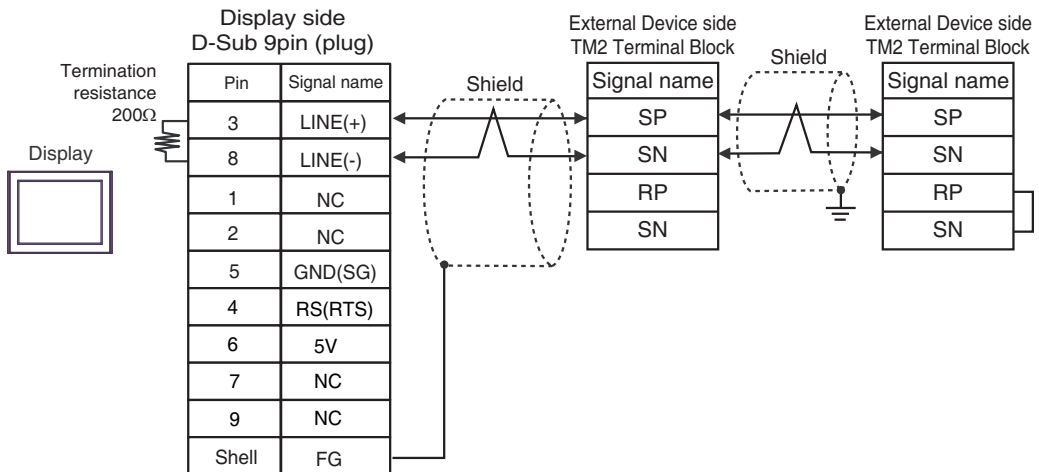 Display side
D-Sub 9pin (plug)
External Device side
TM2 Terminal Block
External Device side
TM2 Terminal Block
Termination
resistance
200Ω
Display
Pin Signal name
3 LINE(+)
8 LINE(-)
1 NC
2 NC
5 GND(SG)
4 RS(RTS)
6 5V
7 NC
9 NC
Shell FG
Shield
Signal name
SP
SN
RP
SN
Shield
Signal name
SP
SN
RP
SN